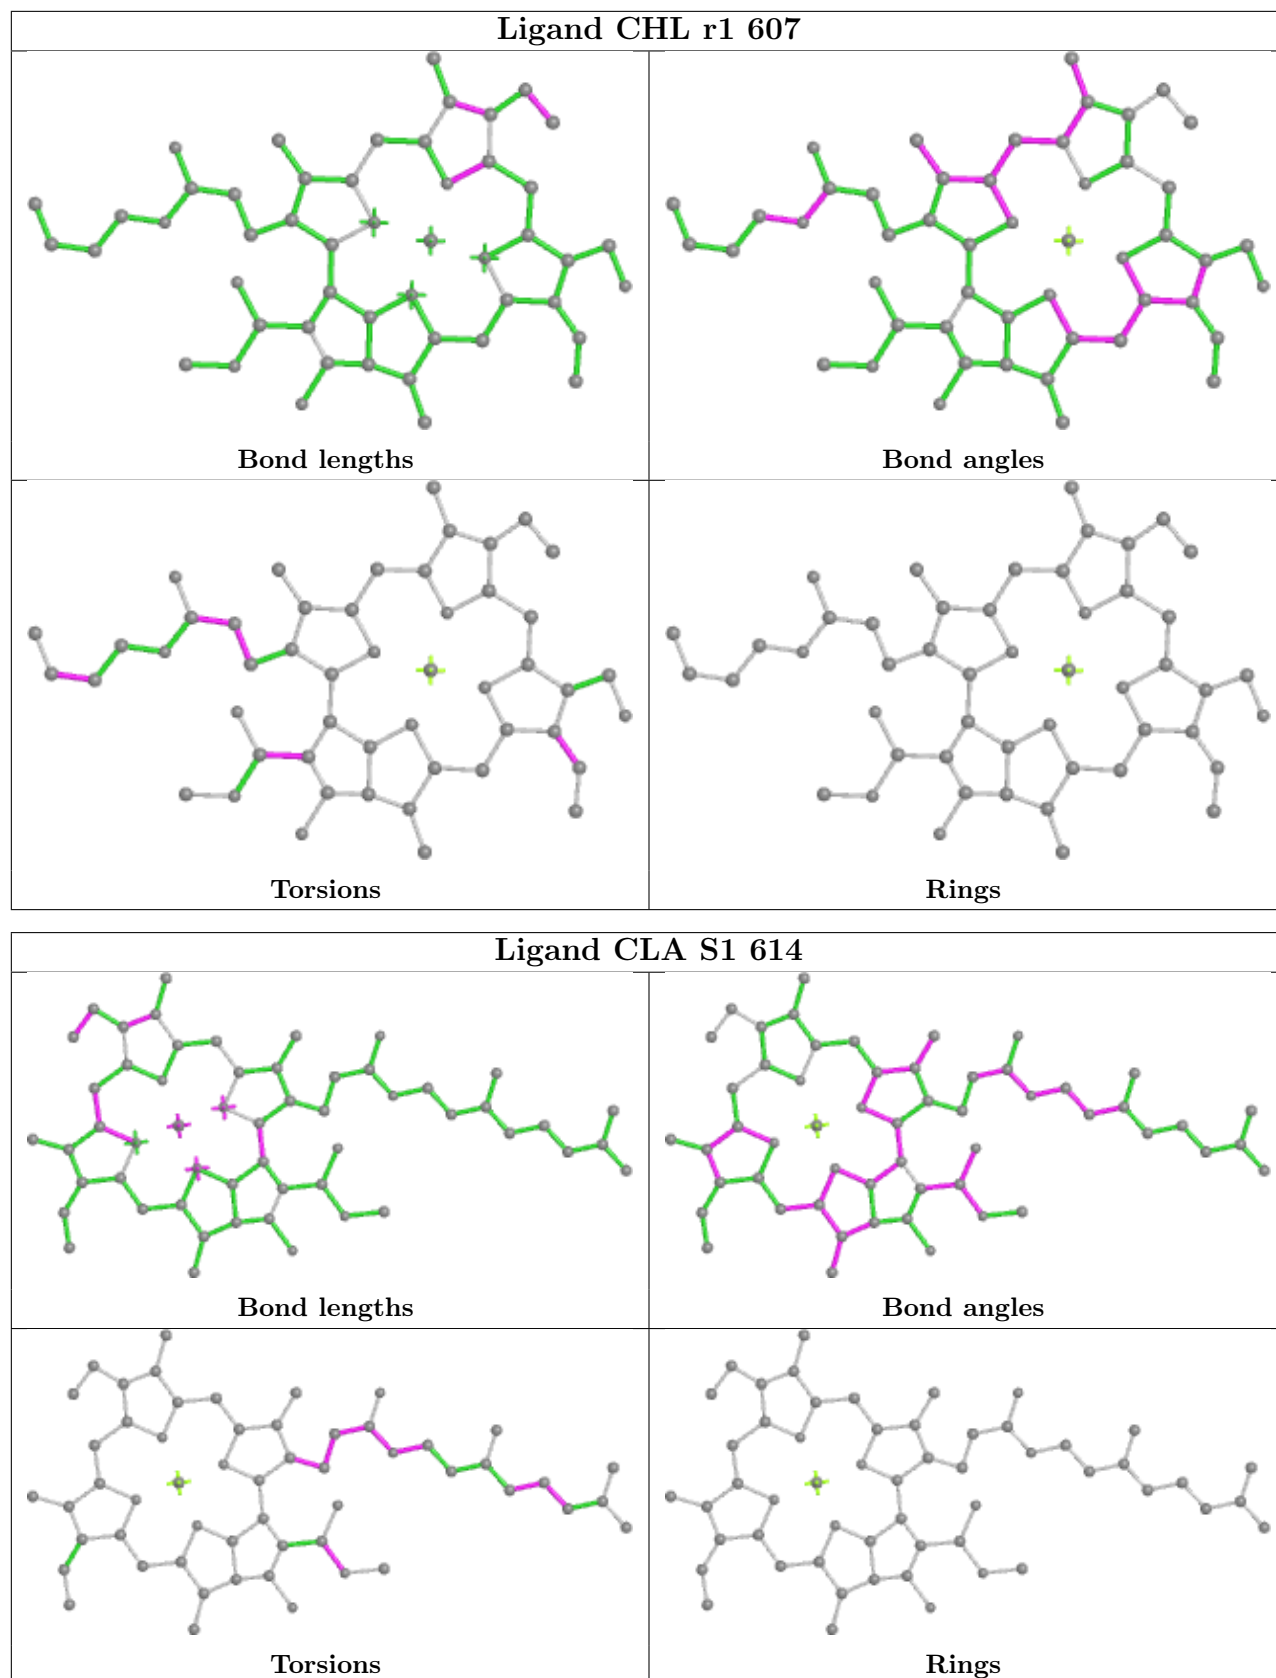 Ligand CHL r1 607
Bond lengths
Bond angles
Torsions
Rings
Ligand CLA S1 614
Bond lengths
Bond angles
Torsions
Rings